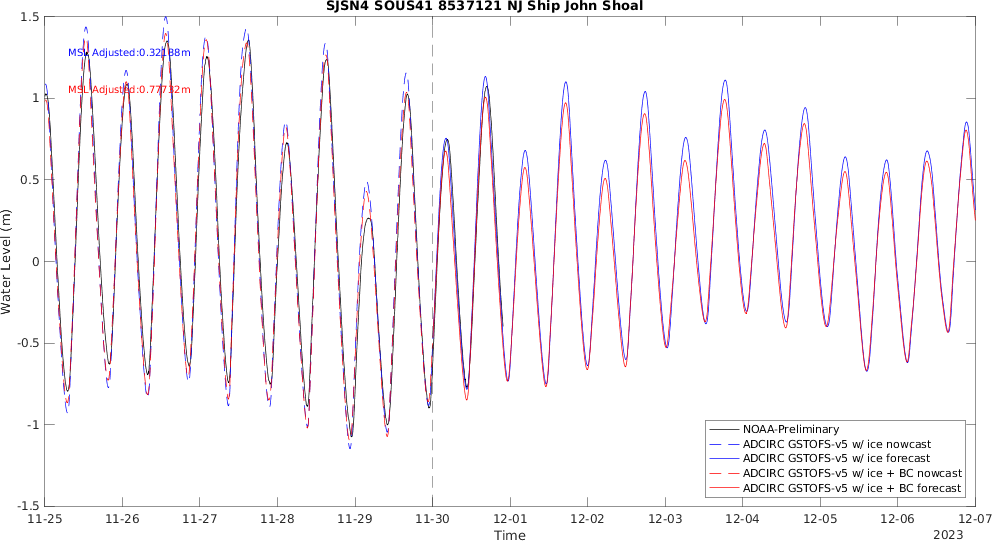 SJSN4 SOUS41 8537121 NJ Ship John Shoal
1.5
MSL Adjusted:0.32188m
MSL Adjusted:0.77732m
1
0.5
0
-0.5
-1
-1.5
Water Level (m)
NOAA-Preliminary
ADCIRC GSTOFS-v5 w/ ice nowcast
ADCIRC GSTOFS-v5 w/ ice forecast
ADCIRC GSTOFS-v5 w/ ice + BC nowcast
ADCIRC GSTOFS-v5 w/ ice + BC forecast
11-25 11-26 11-27 11-28 11-29 11-30 12-01 12-02 12-03 12-04 12-05 12-06 12-07
Time
2023